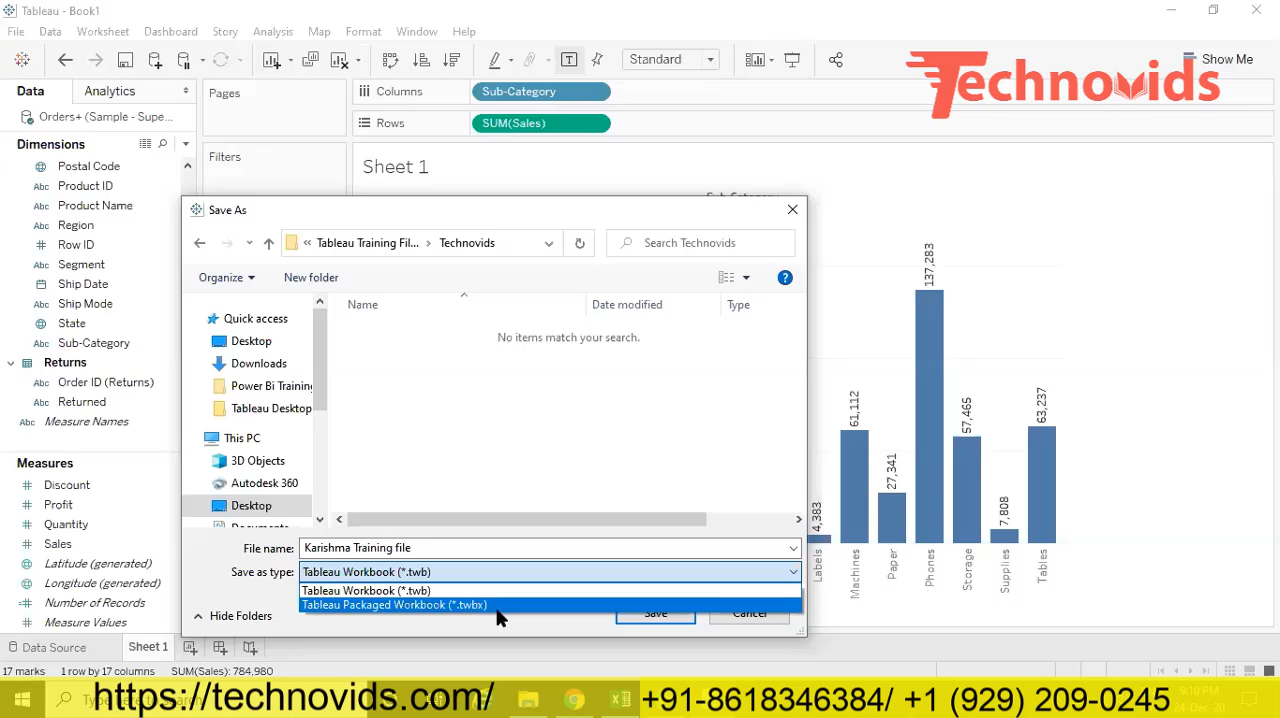 Tableau - Book1
File Data Worksheet Dashboard Story Analysis Map Format Window Help
Standard
Show Me
Technovids
Data Analytics
Pages
Columns Sub-Category
Orders+ (Sample - Supe...
Rows SUM(Sales)
Dimensions
Filters
Sheet 1
Postal Code
Product ID
Product Name
Region
Row ID
Segment
Ship Date
Ship Mode
State
Sub-Category
Returns
Order ID (Returns)
Returned
Measure Names
Measures
Discount
Profit
Quantity
Sales
Latitude (generated)
Longitude (generated)
Number of Records
Measure Values
Save As
Tableau Training Fil... Technovids
Search Technovids
Organize New folder
Name Date modified Type
No items match your search.
Quick access
Desktop
Downloads
Power Bi Training
Tableau Desktop
This PC
3D Objects
Autodesk 360
Desktop
File name: Karishma Training file
Save as type: Tableau Workbook (*.twb)
Tableau Workbook (*.twb)
Tableau Packaged Workbook (*.twbx)
Hide Folders
Save Cancel
4,383
61,112
27,341
137,283
57,465
7,808
63,237
Labels
Machines
Paper
Phones
Storage
Supplies
Tables
Data Source Sheet 1
17 marks 1 row by 17 columns SUM(Sales): 784,980
https://technovids.com/ +91-8618346384/ +1 (929) 209-0245